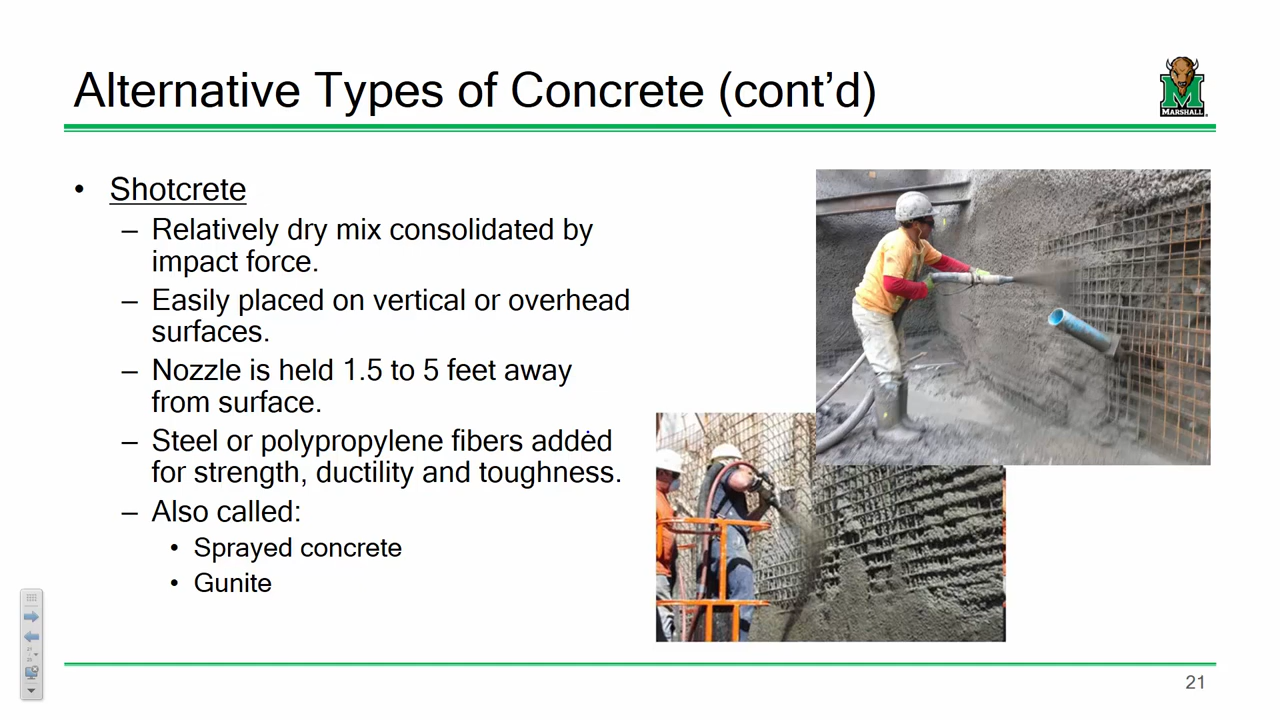 Alternative Types of Concrete (cont’d)
MARSHALL
• Shotcrete
– Relatively dry mix consolidated by
impact force.
– Easily placed on vertical or overhead
surfaces.
– Nozzle is held 1.5 to 5 feet away
from surface.
– Steel or polypropylene fibers added
for strength, ductility and toughness.
– Also called:
• Sprayed concrete
• Gunite
21